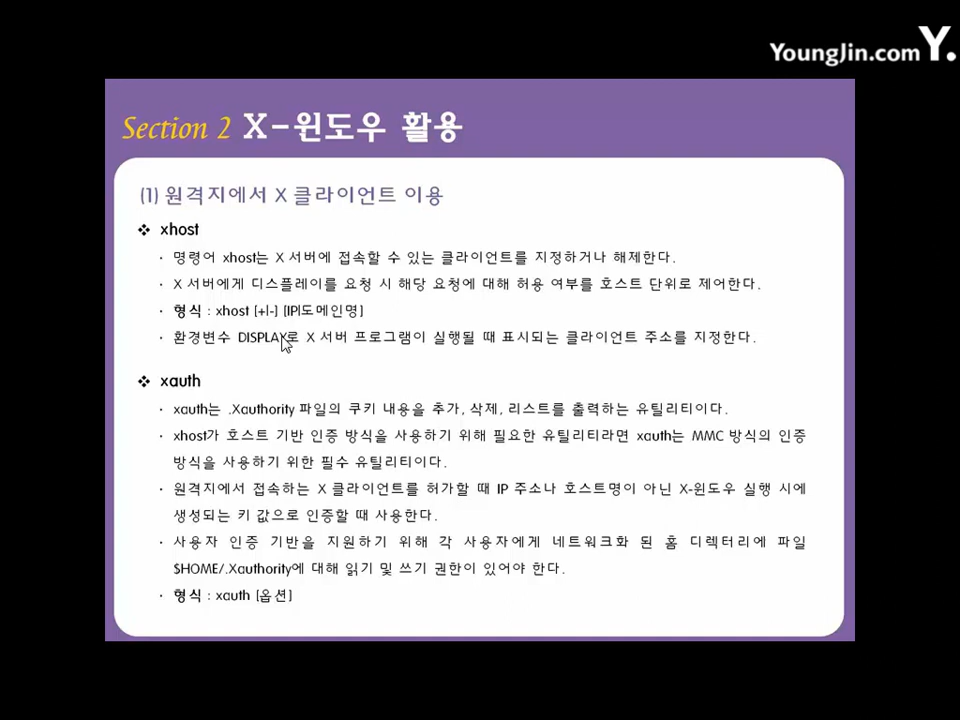 YoungJin.com Y.
Section 2 X-윈도우 활용
(1) 원격지에서 X 클라이언트 이용
❖ xhost
· 명령어 xhost는 X 서버에 접속할 수 있는 클라이언트를 지정하거나 해제한다.
· X 서버에게 디스플레이를 요청 시 해당 요청에 대해 허용 여부를 호스트 단위로 제어한다.
· 형식 : xhost [+|-] [IP|도메인명]
· 환경변수 DISPLAY로 X 서버 프로그램이 실행될 때 표시되는 클라이언트 주소를 지정한다.
❖ xauth
· xauth는 .Xauthority 파일의 쿠키 내용을 추가, 삭제, 리스트를 출력하는 유틸리티이다.
· xhost가 호스트 기반 인증 방식을 사용하기 위해 필요한 유틸리티라면 xauth는 MMC 방식의 인증
방식을 사용하기 위한 필수 유틸리티이다.
· 원격지에서 접속하는 X 클라이언트를 허가할 때 IP 주소나 호스트명이 아닌 X-윈도우 실행 시에
생성되는 키 값으로 인증할 때 사용한다.
· 사용자 인증 기반을 지원하기 위해 각 사용자에게 네트워크화 된 홈 디렉터리에 파일
$HOME/.Xauthority에 대해 읽기 및 쓰기 권한이 있어야 한다.
· 형식 : xauth [옵션]